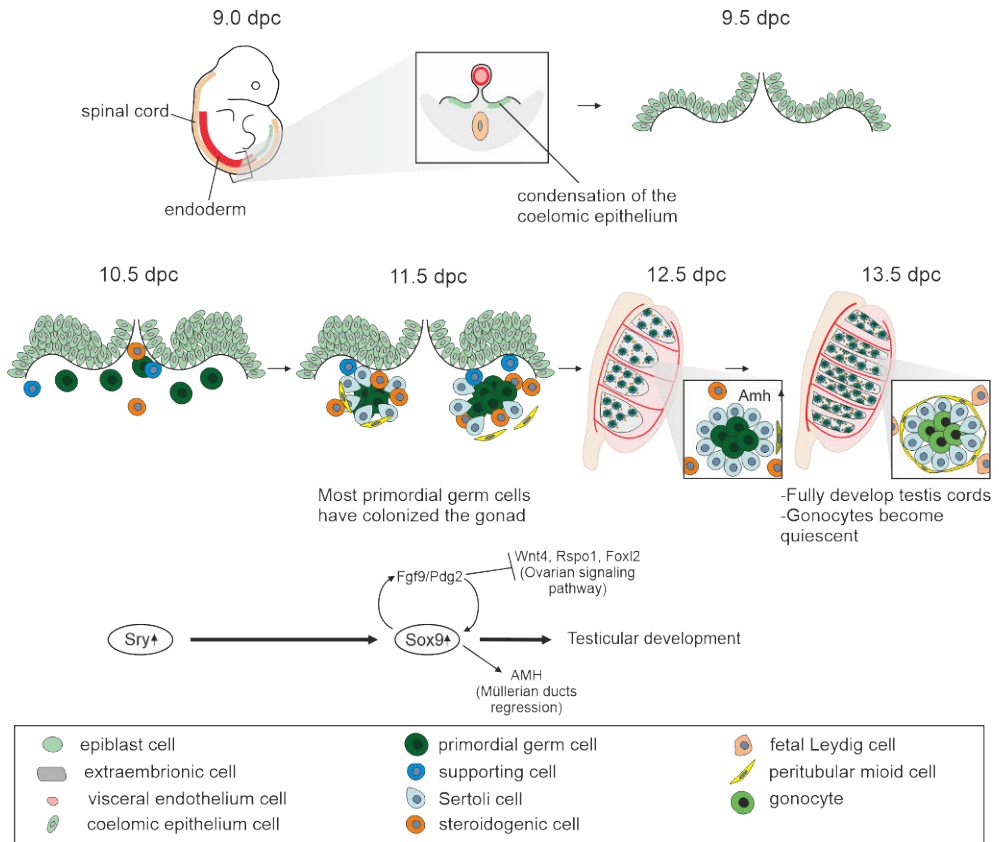 9.0 dpc
9.5 dpc
spinal cord
endoderm
condensation of the
coelomic epithelium
10.5 dpc
11.5 dpc
12.5 dpc
13.5 dpc
Amh
Most primordial germ cells
have colonized the gonad
-Fully develop testis cords
-Gonocytes become
quiescent
Wnt4, Rspo1, Foxl2
(Ovarian signaling
pathway)
Fgf9/Pdg2
Sry
Sox9
Testicular development
AMH
(Müllerian ducts
regression)
epiblast cell
extraembrionic cell
visceral endothelium cell
coelomic epithelium cell
primordial germ cell
supporting cell
Sertoli cell
steroidogenic cell
fetal Leydig cell
peritubular mioid cell
gonocyte